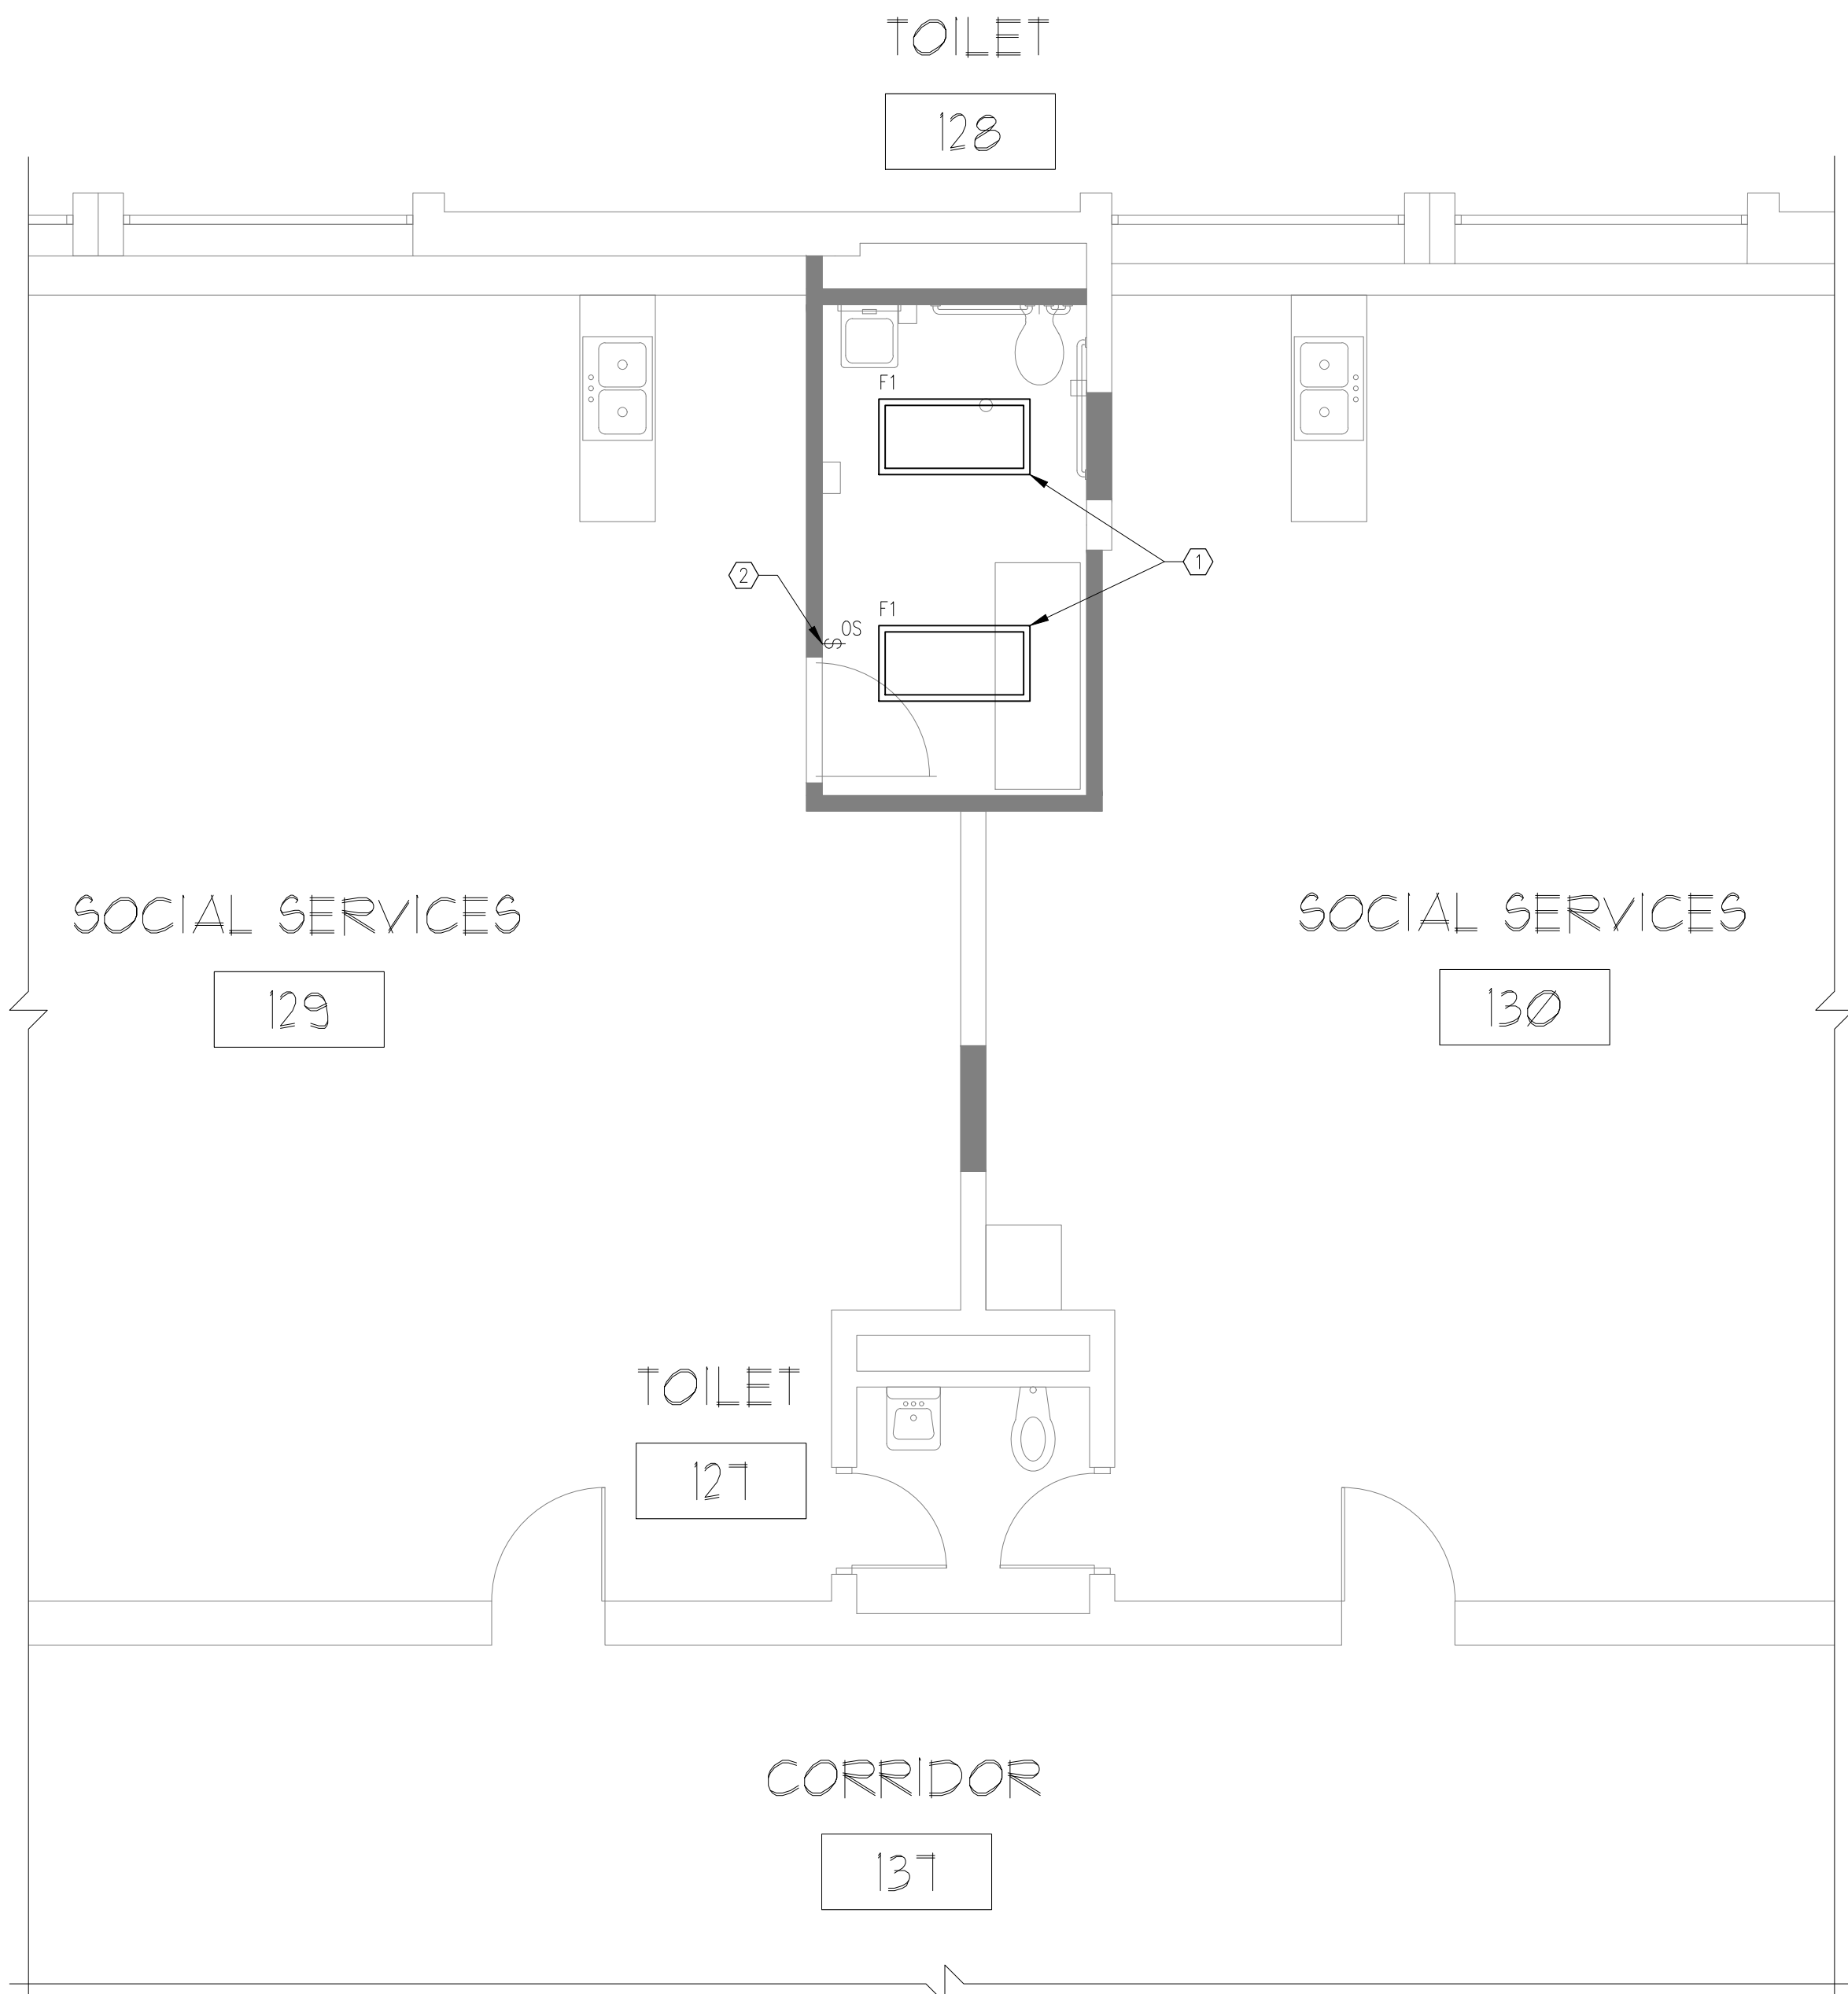 TOILET
128
F1
1
2
F1
OS
S
SOCIAL SERVICES
129
SOCIAL SERVICES
130
TOILET
127
CORRIDOR
137